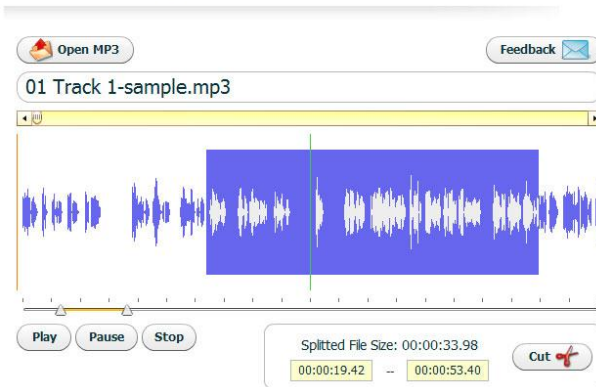 Open MP3
Feedback
01 Track 1-sample.mp3
Play Pause Stop
Splitted File Size: 00:00:33.98
00:00:19.42 -- 00:00:53.40
Cut